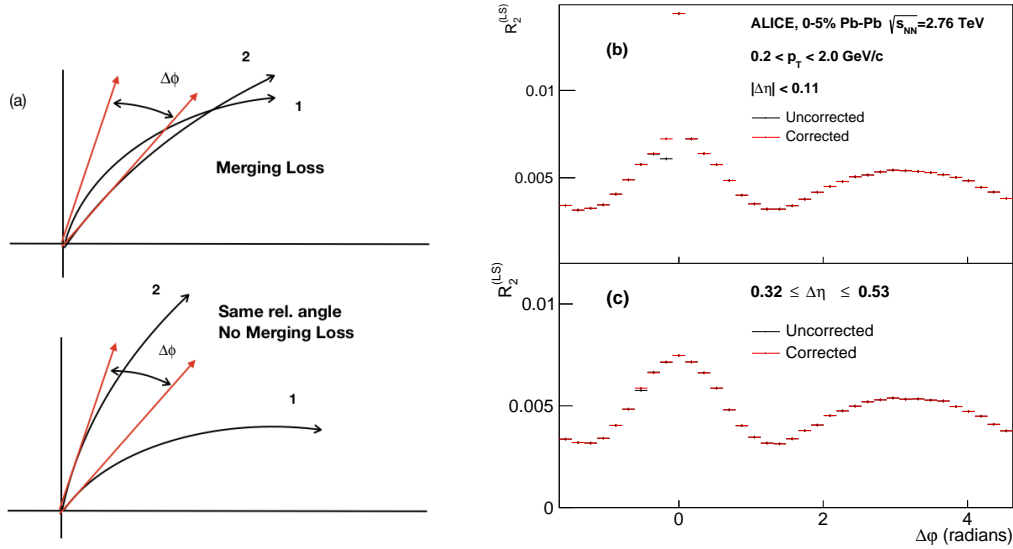 (a)
2
Δϕ
1
Merging Loss
2
Same rel. angle
No Merging Loss
Δϕ
1
R₂⁽ᴸˢ⁾
(b)
ALICE, 0-5% Pb-Pb √sNN=2.76 TeV
0.2 < pT < 2.0 GeV/c
|Δη| < 0.11
Uncorrected
Corrected
0.01
0.005
R₂⁽ᴸˢ⁾
(c)
0.32 ≤ Δη ≤ 0.53
Uncorrected
Corrected
0.01
0.005
0
0 2 4
Δφ (radians)